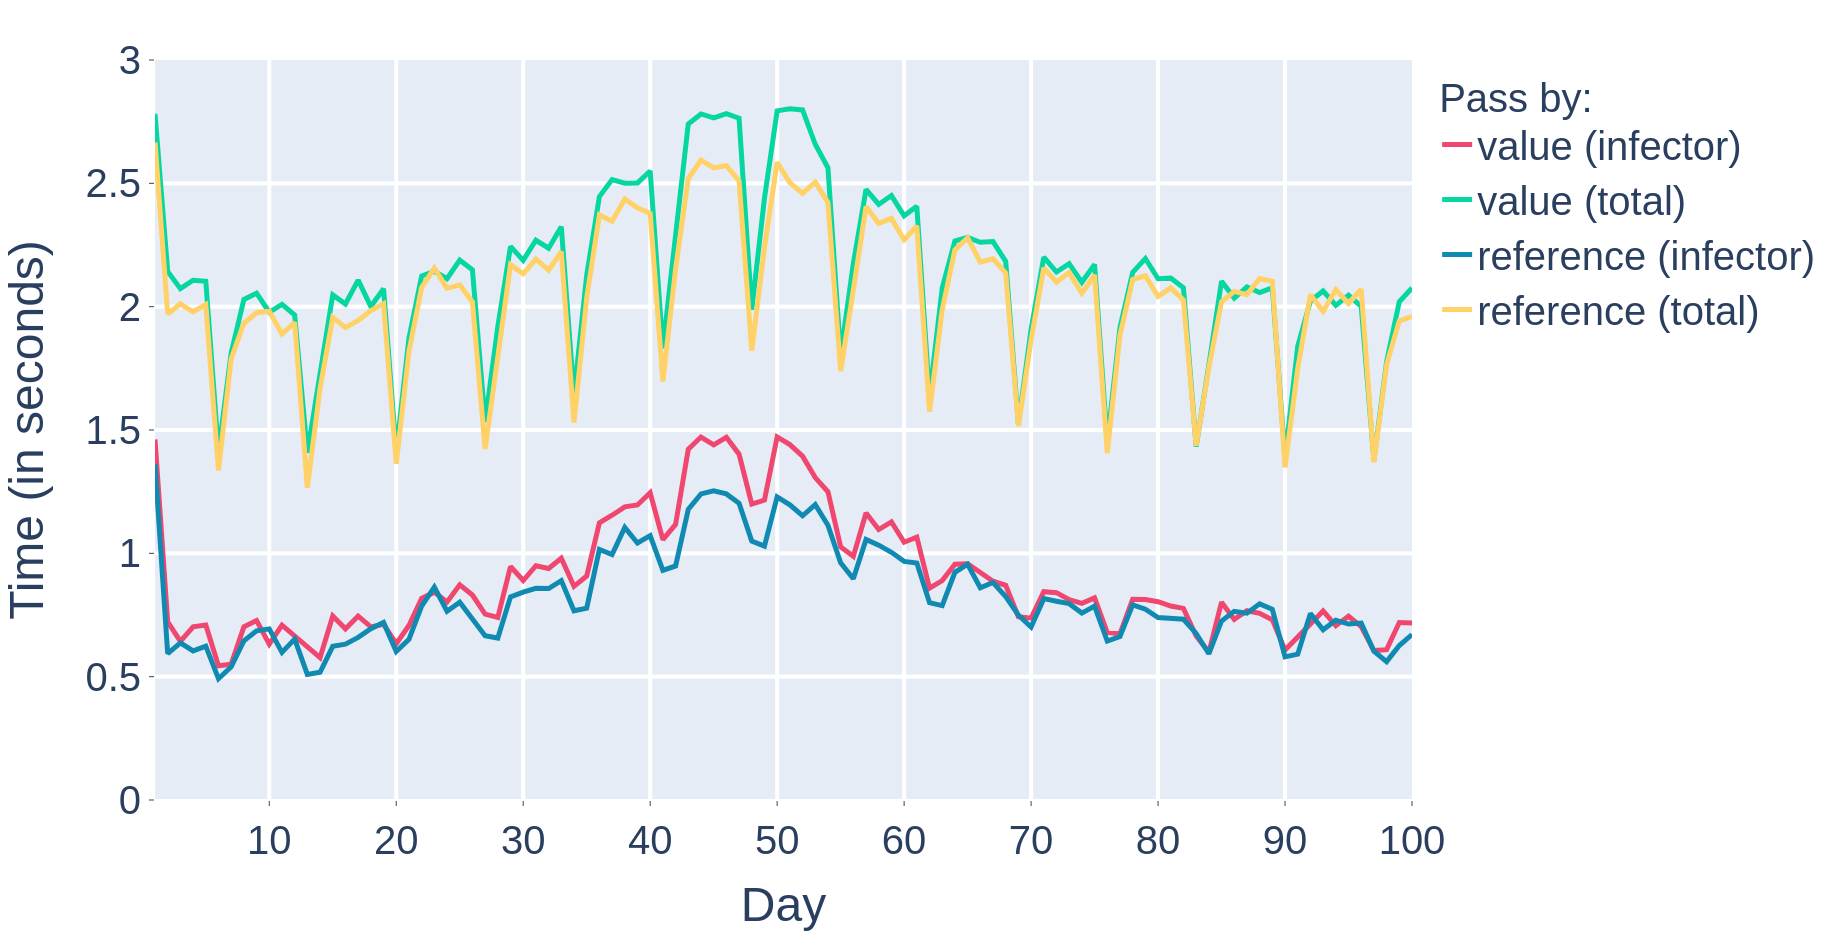 3
2.5
2
1.5
1
0.5
0
Time (in seconds)
10 20 30 40 50 60 70 80 90 100
Day
Pass by:
value (infector)
value (total)
reference (infector)
reference (total)